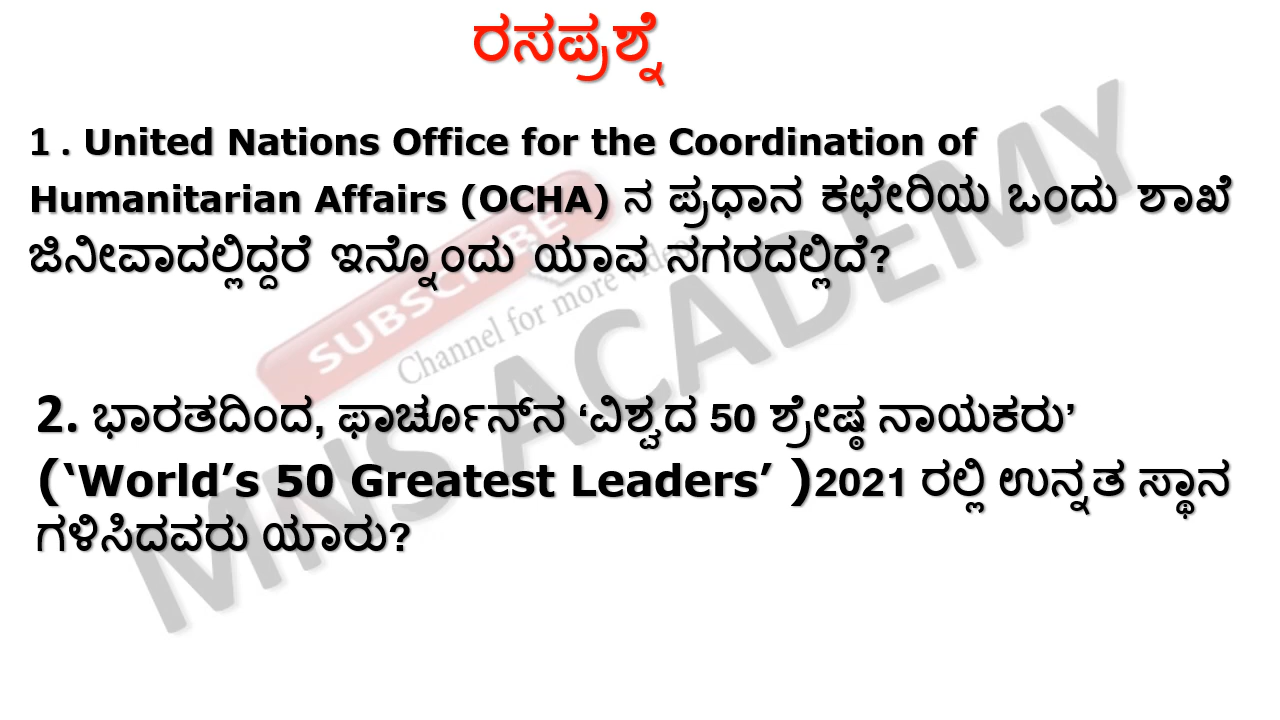 ರಸಪ್ರಶ್ನೆ
1 . United Nations Office for the Coordination of
Humanitarian Affairs (OCHA) ನ ಪ್ರಧಾನ ಕಛೇರಿಯ ಒಂದು ಶಾಖೆ
ಜಿನೀವಾದಲ್ಲಿದ್ದರೆ ಇನ್ನೊಂದು ಯಾವ ನಗರದಲ್ಲಿದೆ?
SUBSCRIBE
Channel for more video
MNS ACADEMY
2. ಭಾರತದಿಂದ, ಫಾರ್ಚೂನ್‌ನ ‘ವಿಶ್ವದ 50 ಶ್ರೇಷ್ಠ ನಾಯಕರು’
(‘World’s 50 Greatest Leaders’ )2021 ರಲ್ಲಿ ಉನ್ನತ ಸ್ಥಾನ
ಗಳಿಸಿದವರು ಯಾರು?